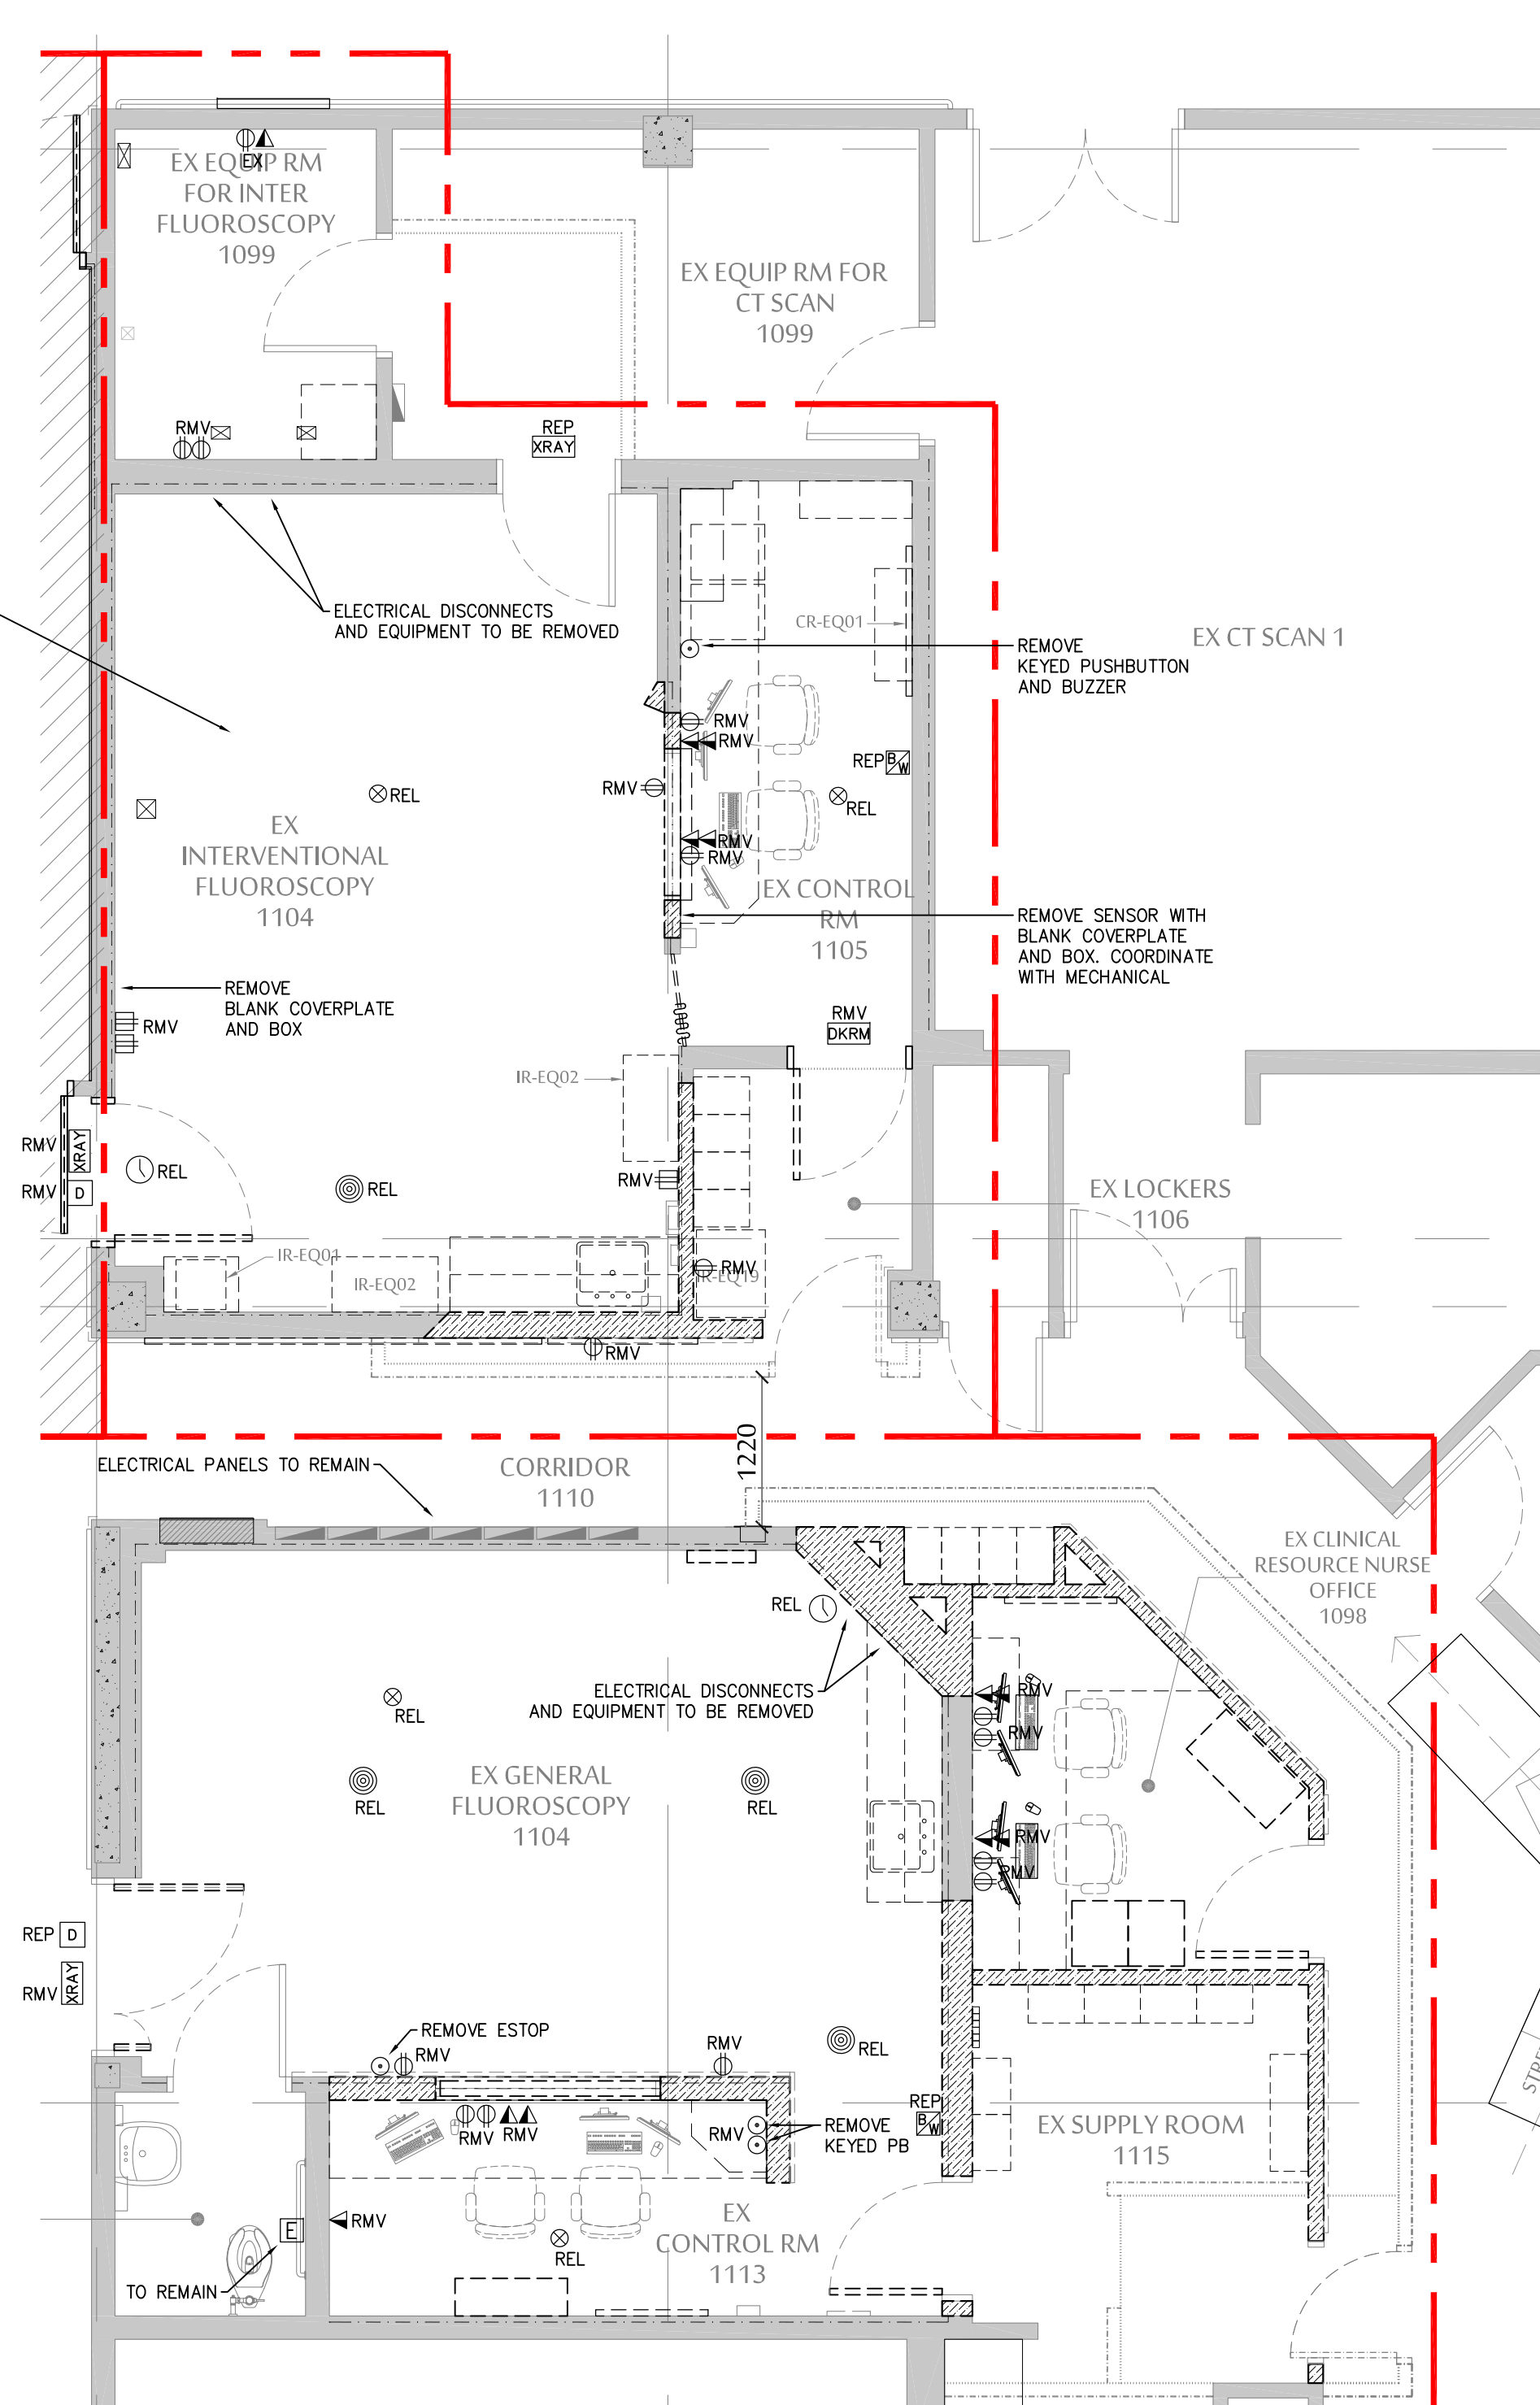 EX
EX EQUIP RM
FOR INTER
FLUOROSCOPY
1099
EX EQUIP RM FOR
CT SCAN
1099
RMV
REP
XRAY
ELECTRICAL DISCONNECTS
AND EQUIPMENT TO BE REMOVED
CR-EQ01
REMOVE
KEYED PUSHBUTTON
AND BUZZER
EX CT SCAN 1
RMV
RMV
RMV
REP
B/W
REL
REL
RMV
RMV
EX
INTERVENTIONAL
FLUOROSCOPY
1104
EX CONTROL
RM
1105
REMOVE SENSOR WITH
BLANK COVERPLATE
AND BOX. COORDINATE
WITH MECHANICAL
REMOVE
BLANK COVERPLATE
AND BOX
RMV
RMV
DKRM
IR-EQ02
RMV
XRAY
REL
RMV
D
REL
RMV
EX LOCKERS
1106
IR-EQ01
IR-EQ02
RMV
IR-EQ19
RMV
1220
ELECTRICAL PANELS TO REMAIN
CORRIDOR
1110
EX CLINICAL
RESOURCE NURSE
OFFICE
1098
REL
ELECTRICAL DISCONNECTS
AND EQUIPMENT TO BE REMOVED
RMV
RMV
REL
EX GENERAL
FLUOROSCOPY
1104
REL
REL
RMV
RMV
REP
D
RMV
XRAY
REMOVE ESTOP
RMV
RMV
REL
REP
B/W
RMV
RMV
RMV
REMOVE
KEYED PB
EX SUPPLY ROOM
1115
E
RMV
REL
EX
CONTROL RM
1113
TO REMAIN
STRE